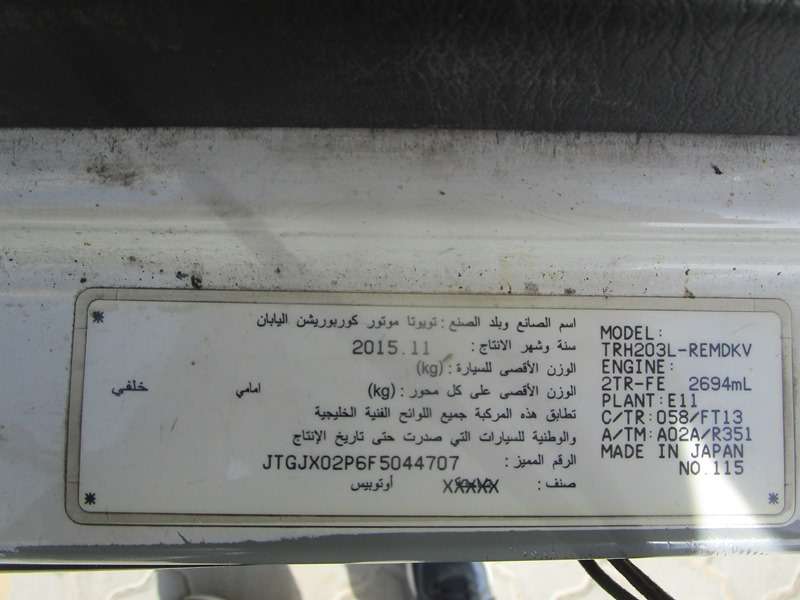 اسم الصانع وبلد الصنع : تويوتا موتور كوربوريشن اليابان
سنة وشهر الانتاج : 2015.11
الوزن الأقصى للسيارة : (kg)
الوزن الأقصى على كل محور : (kg) امامي خلفي
تطابق هذه المركبة جميع اللوائح الفنية الخليجية
والوطنية للسيارات التي صدرت حتى تاريخ الإنتاج
الرقم المميز : JTGJX02P6F5044707
صنف : XXXXX أوتوبيس
MODEL:
TRH203L-REMDKV
ENGINE:
2TR-FE 2694mL
PLANT:E11
C/TR:058/FT13
A/TM:A02A/R351
MADE IN JAPAN
NO.115